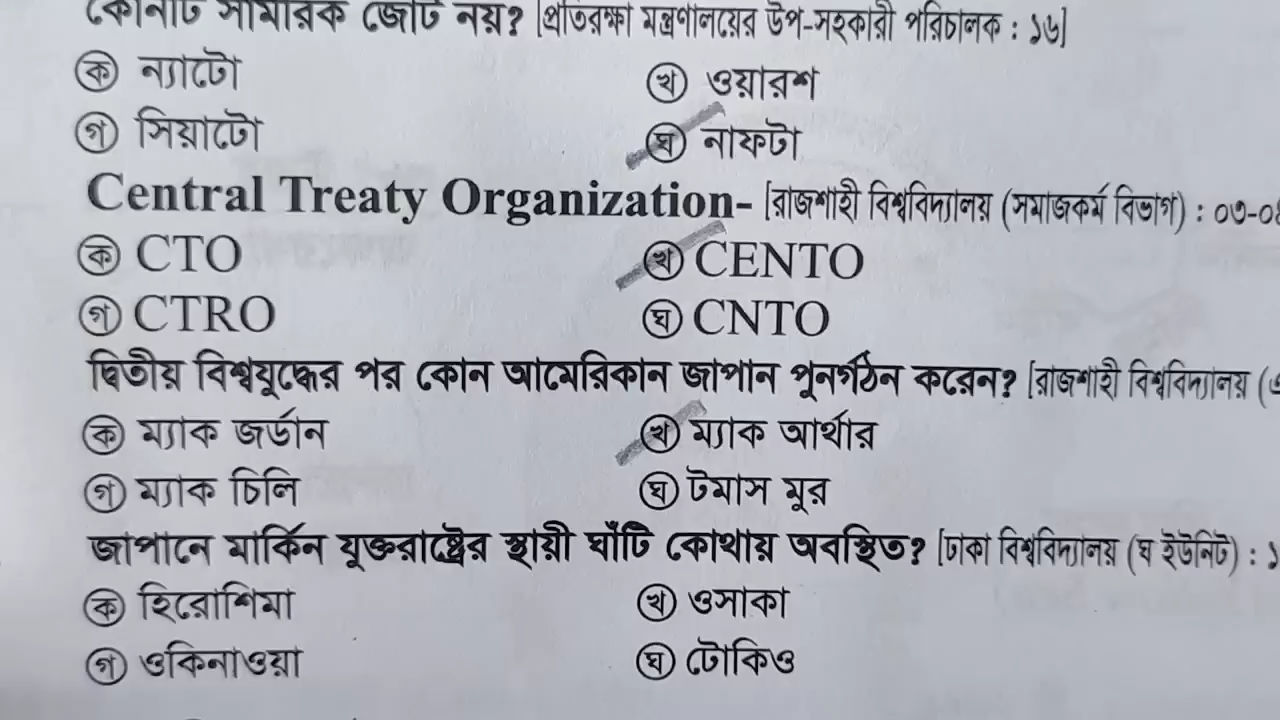 কোনটি সামরিক জোট নয়? [প্রতিরক্ষা মন্ত্রণালয়ের উপ-সহকারী পরিচালক : ১৬]
ক ন্যাটো খ ওয়ারশ
গ সিয়াটো ঘ নাফটা
Central Treaty Organization- [রাজশাহী বিশ্ববিদ্যালয় (সমাজকর্ম বিভাগ) : ০৩-০৪
ক CTO খ CENTO
গ CTRO ঘ CNTO
দ্বিতীয় বিশ্বযুদ্ধের পর কোন আমেরিকান জাপান পুনর্গঠন করেন? [রাজশাহী বিশ্ববিদ্যালয় (
ক ম্যাক জর্ডান খ ম্যাক আর্থার
গ ম্যাক চিলি ঘ টমাস মুর
জাপানে মার্কিন যুক্তরাষ্ট্রের স্থায়ী ঘাঁটি কোথায় অবস্থিত? [ঢাকা বিশ্ববিদ্যালয় (ঘ ইউনিট) : ১
ক হিরোশিমা খ ওসাকা
গ ওকিনাওয়া ঘ টোকিও